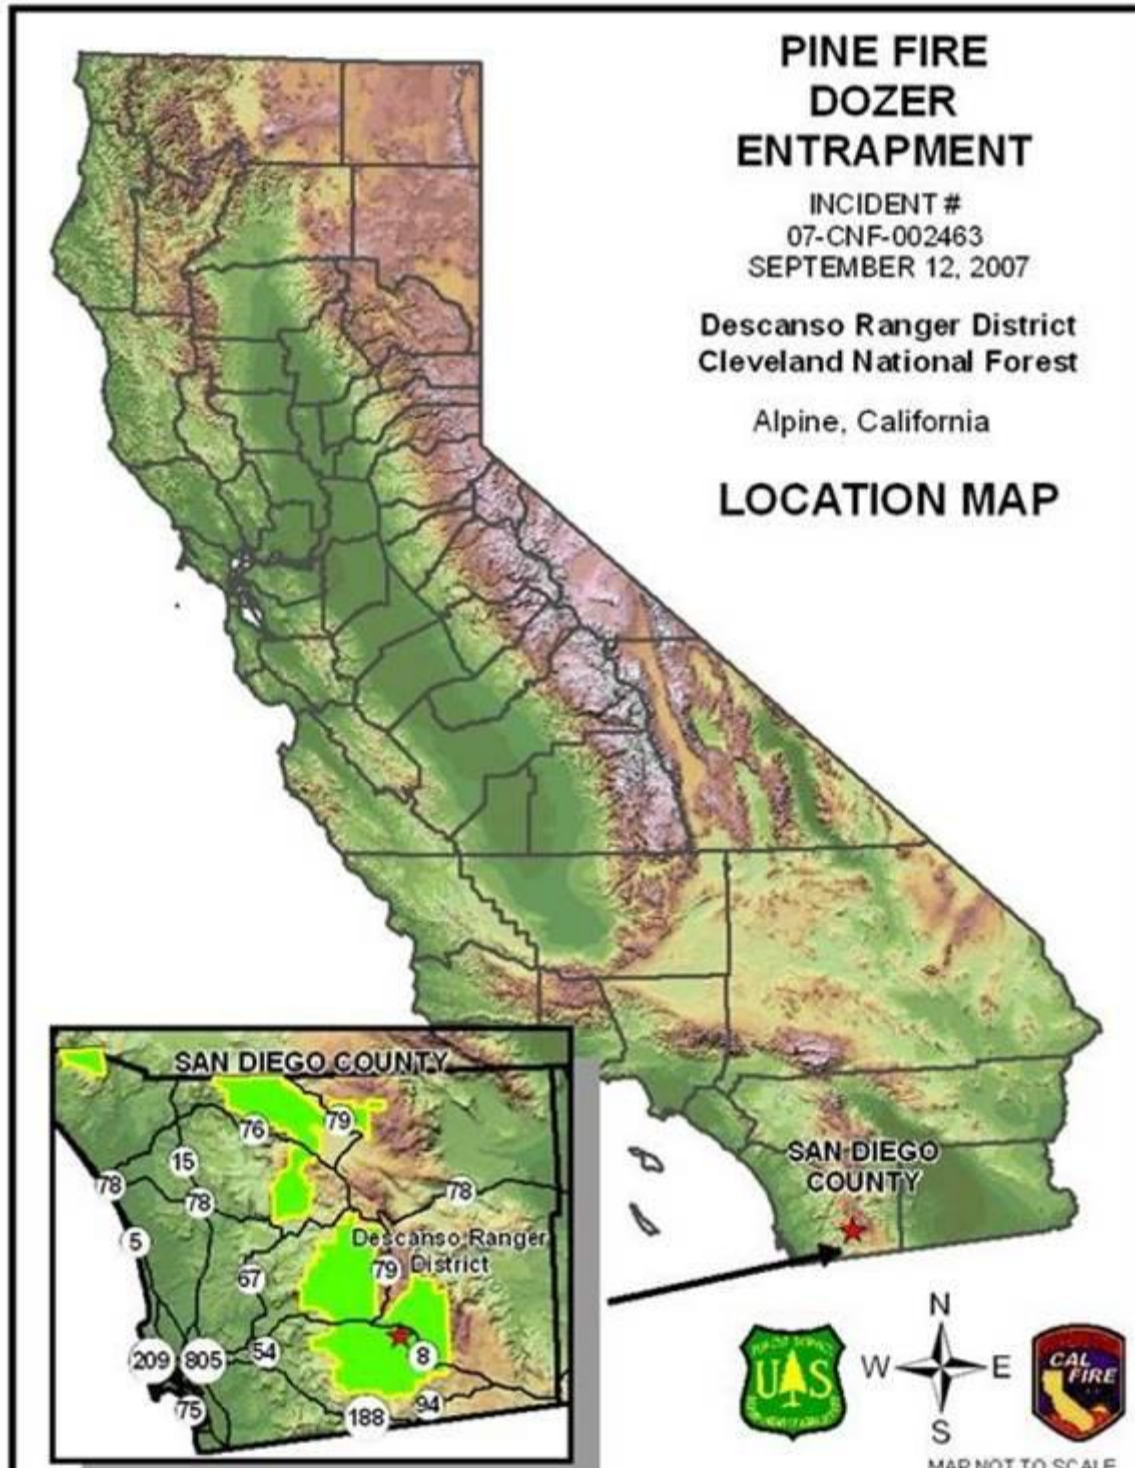 PINE FIRE
DOZER
ENTRAPMENT
INCIDENT #
07-CNF-002463
SEPTEMBER 12, 2007
Descanso Ranger District
Cleveland National Forest
Alpine, California
LOCATION MAP
SAN DIEGO COUNTY
76
79
15
78
78
78
5
Descanso Ranger
District
79
67
209
805
54
8
75
188
94
SAN DIEGO
COUNTY
N
W
E
S
U S
CAL
FIRE
MAP NOT TO SCALE